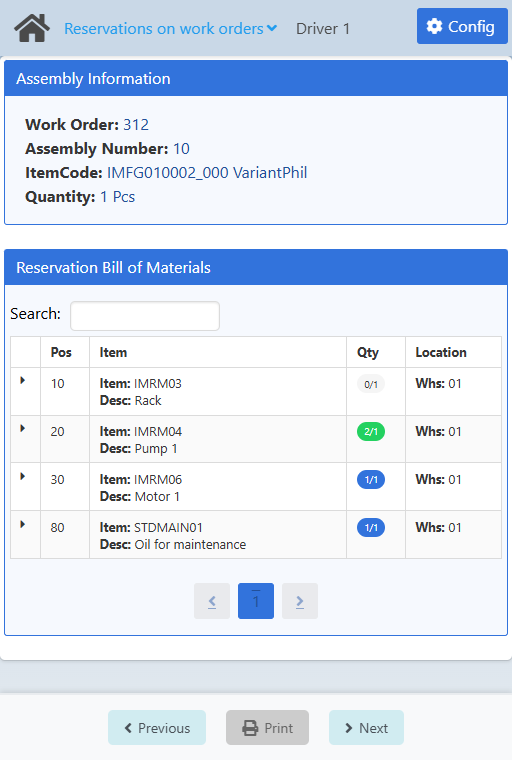 Reservations on work orders Driver 1 Config
Assembly Information
Work Order: 312
Assembly Number: 10
ItemCode: IMFG010002_000 VariantPhil
Quantity: 1 Pcs
Reservation Bill of Materials
Search:
Pos Item Qty Location
10 Item: IMRM03 0/1 Whs: 01
Desc: Rack
20 Item: IMRM04 2/1 Whs: 01
Desc: Pump 1
30 Item: IMRM06 1/1 Whs: 01
Desc: Motor 1
80 Item: STDMAIN01 1/1 Whs: 01
Desc: Oil for maintenance
< 1 >
Previous Print Next